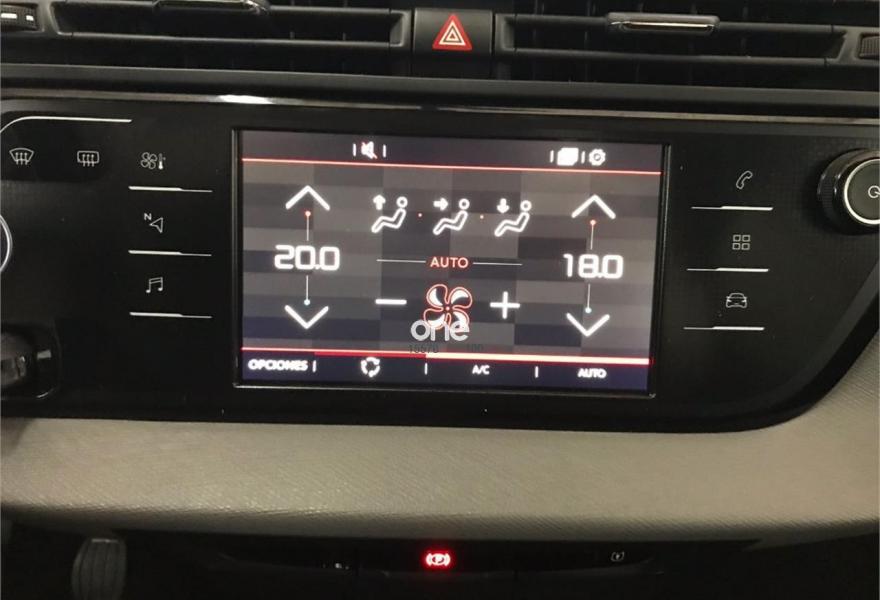 N
20.0
AUTO
18.0
one
OPCIONES
A/C
AUTO
P